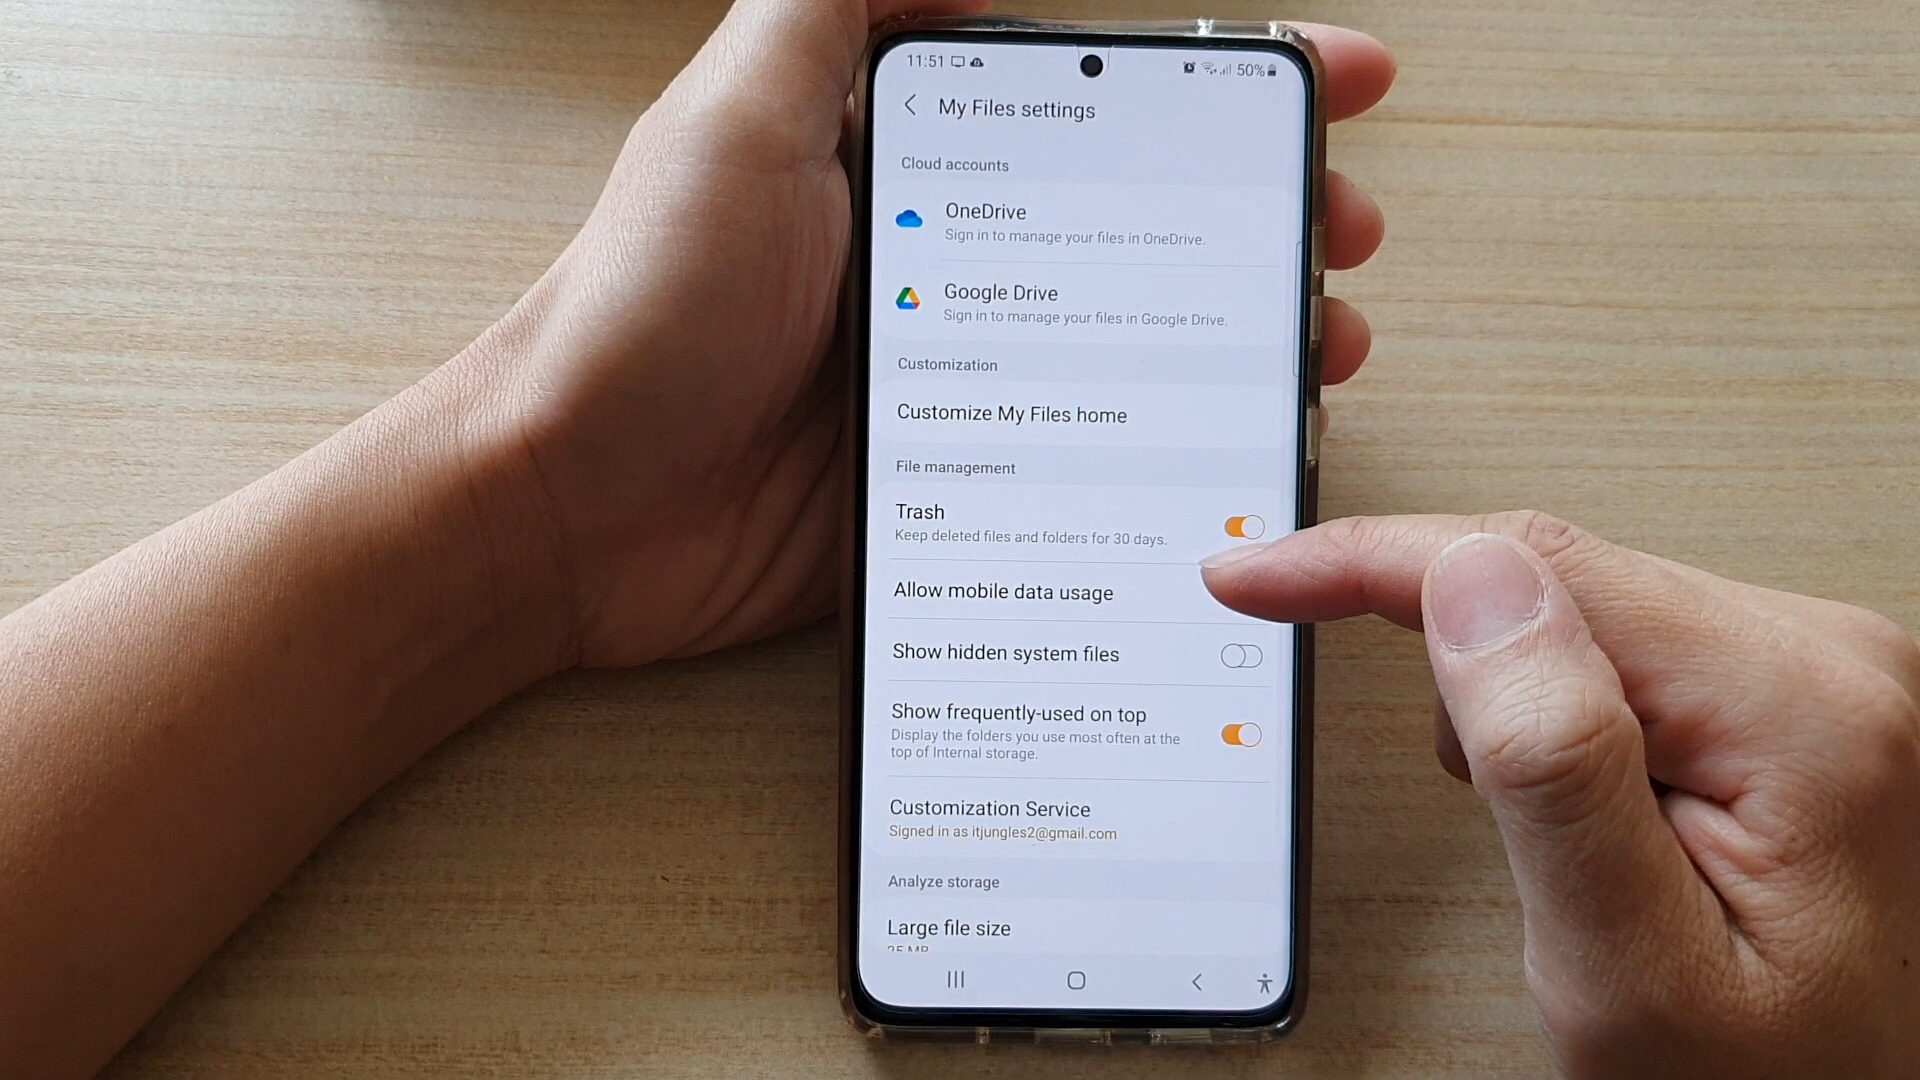 11:51
50%
My Files settings
Cloud accounts
OneDrive
Sign in to manage your files in OneDrive.
Google Drive
Sign in to manage your files in Google Drive.
Customization
Customize My Files home
File management
Trash
Keep deleted files and folders for 30 days.
Allow mobile data usage
Show hidden system files
Show frequently-used on top
Display the folders you use most often at the
top of Internal storage.
Customization Service
Signed in as itjungles2@gmail.com
Analyze storage
Large file size
25 MB